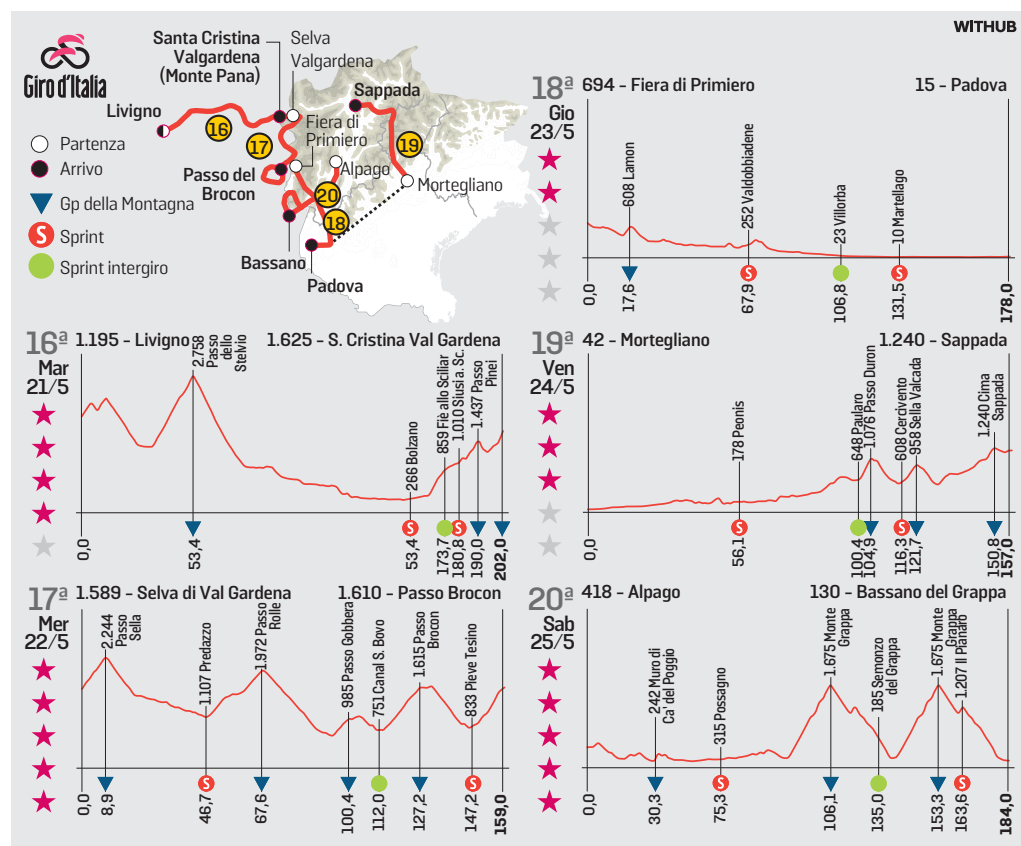 WITHUB
Giro d'Italia
Partenza
Arrivo
Gp della Montagna
S Sprint
Sprint intergiro
Santa Cristina
Valgardena
(Monte Pana)
Selva
Valgardena
Livigno
Sappada
Fiera di
Primiero
Passo del
Brocon
Alpago
Mortegliano
Bassano
Padova
16
17
19
20
18
18ª
Gio
23/5
694 – Fiera di Primiero
15 – Padova
608 Lamon
252 Valdobbiadene
23 Villorba
10 Martellago
S
S
0,0
17,6
67,9
106,8
131,5
178,0
16ª
Mar
21/5
1.195 – Livigno
1.625 – S. Cristina Val Gardena
2.758
Passo
dello
Stelvio
266 Bolzano
859 Fiè allo Sciliar
1.010 Siusi a. Sc.
1.437 Passo
Pinei
S
S
0,0
53,4
53,4
173,7
180,8
190,0
202,0
19ª
Ven
24/5
42 – Mortegliano
1.240 – Sappada
178 Peonis
648 Paularo
1.076 Passo Duron
608 Cercivento
958 Sella Valcada
1.240 Cima
Sappada
S
S
0,0
56,1
100,4
104,9
116,3
121,7
150,8
157,0
17ª
Mer
22/5
1.589 – Selva di Val Gardena
1.610 – Passo Brocon
2.244
Passo
Sella
1.107 Predazzo
1.972 Passo
Rolle
985 Passo Gobbera
751 Canal S. Bovo
1.615 Passo
Brocon
833 Pieve Tesino
S
S
0,0
8,9
46,7
67,6
100,4
112,0
127,2
147,2
159,0
20ª
Sab
25/5
418 – Alpago
130 – Bassano del Grappa
242 Muro di
Ca' del Poggio
315 Possagno
1.675 Monte
Grappa
185 Semonzo
del Grappa
1.675 Monte
Grappa
1.207 Il Pianaro
S
S
0,0
30,3
75,3
106,1
135,0
153,3
163,6
184,0